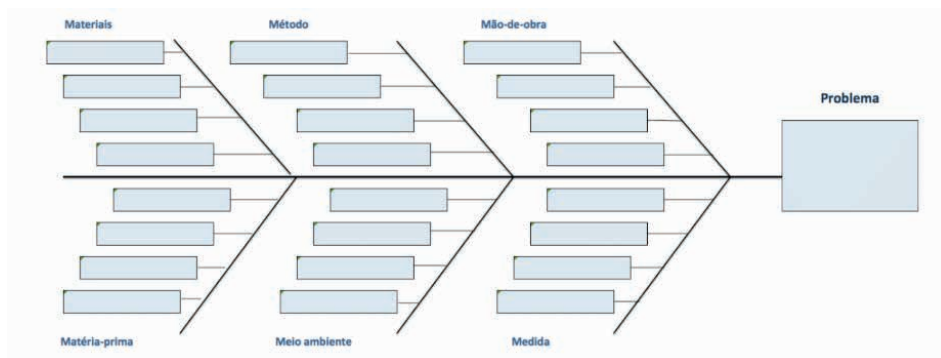 Materiais
Método
Mão-de-obra
Problema
Matéria-prima
Meio ambiente
Medida